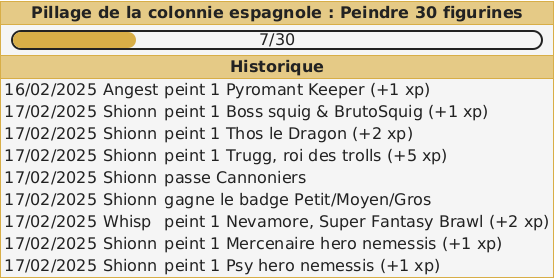 Pillage de la colonnie espagnole : Peindre 30 figurines
7/30
Historique
16/02/2025 Angest peint 1 Pyromant Keeper (+1 xp)
17/02/2025 Shionn peint 1 Boss squig & BrutoSquig (+1 xp)
17/02/2025 Shionn peint 1 Thos le Dragon (+2 xp)
17/02/2025 Shionn peint 1 Trugg, roi des trolls (+5 xp)
17/02/2025 Shionn passe Cannoniers
17/02/2025 Shionn gagne le badge Petit/Moyen/Gros
17/02/2025 Whisp peint 1 Nevamore, Super Fantasy Brawl (+2 xp)
17/02/2025 Shionn peint 1 Mercenaire hero nemessis (+1 xp)
17/02/2025 Shionn peint 1 Psy hero nemessis (+1 xp)